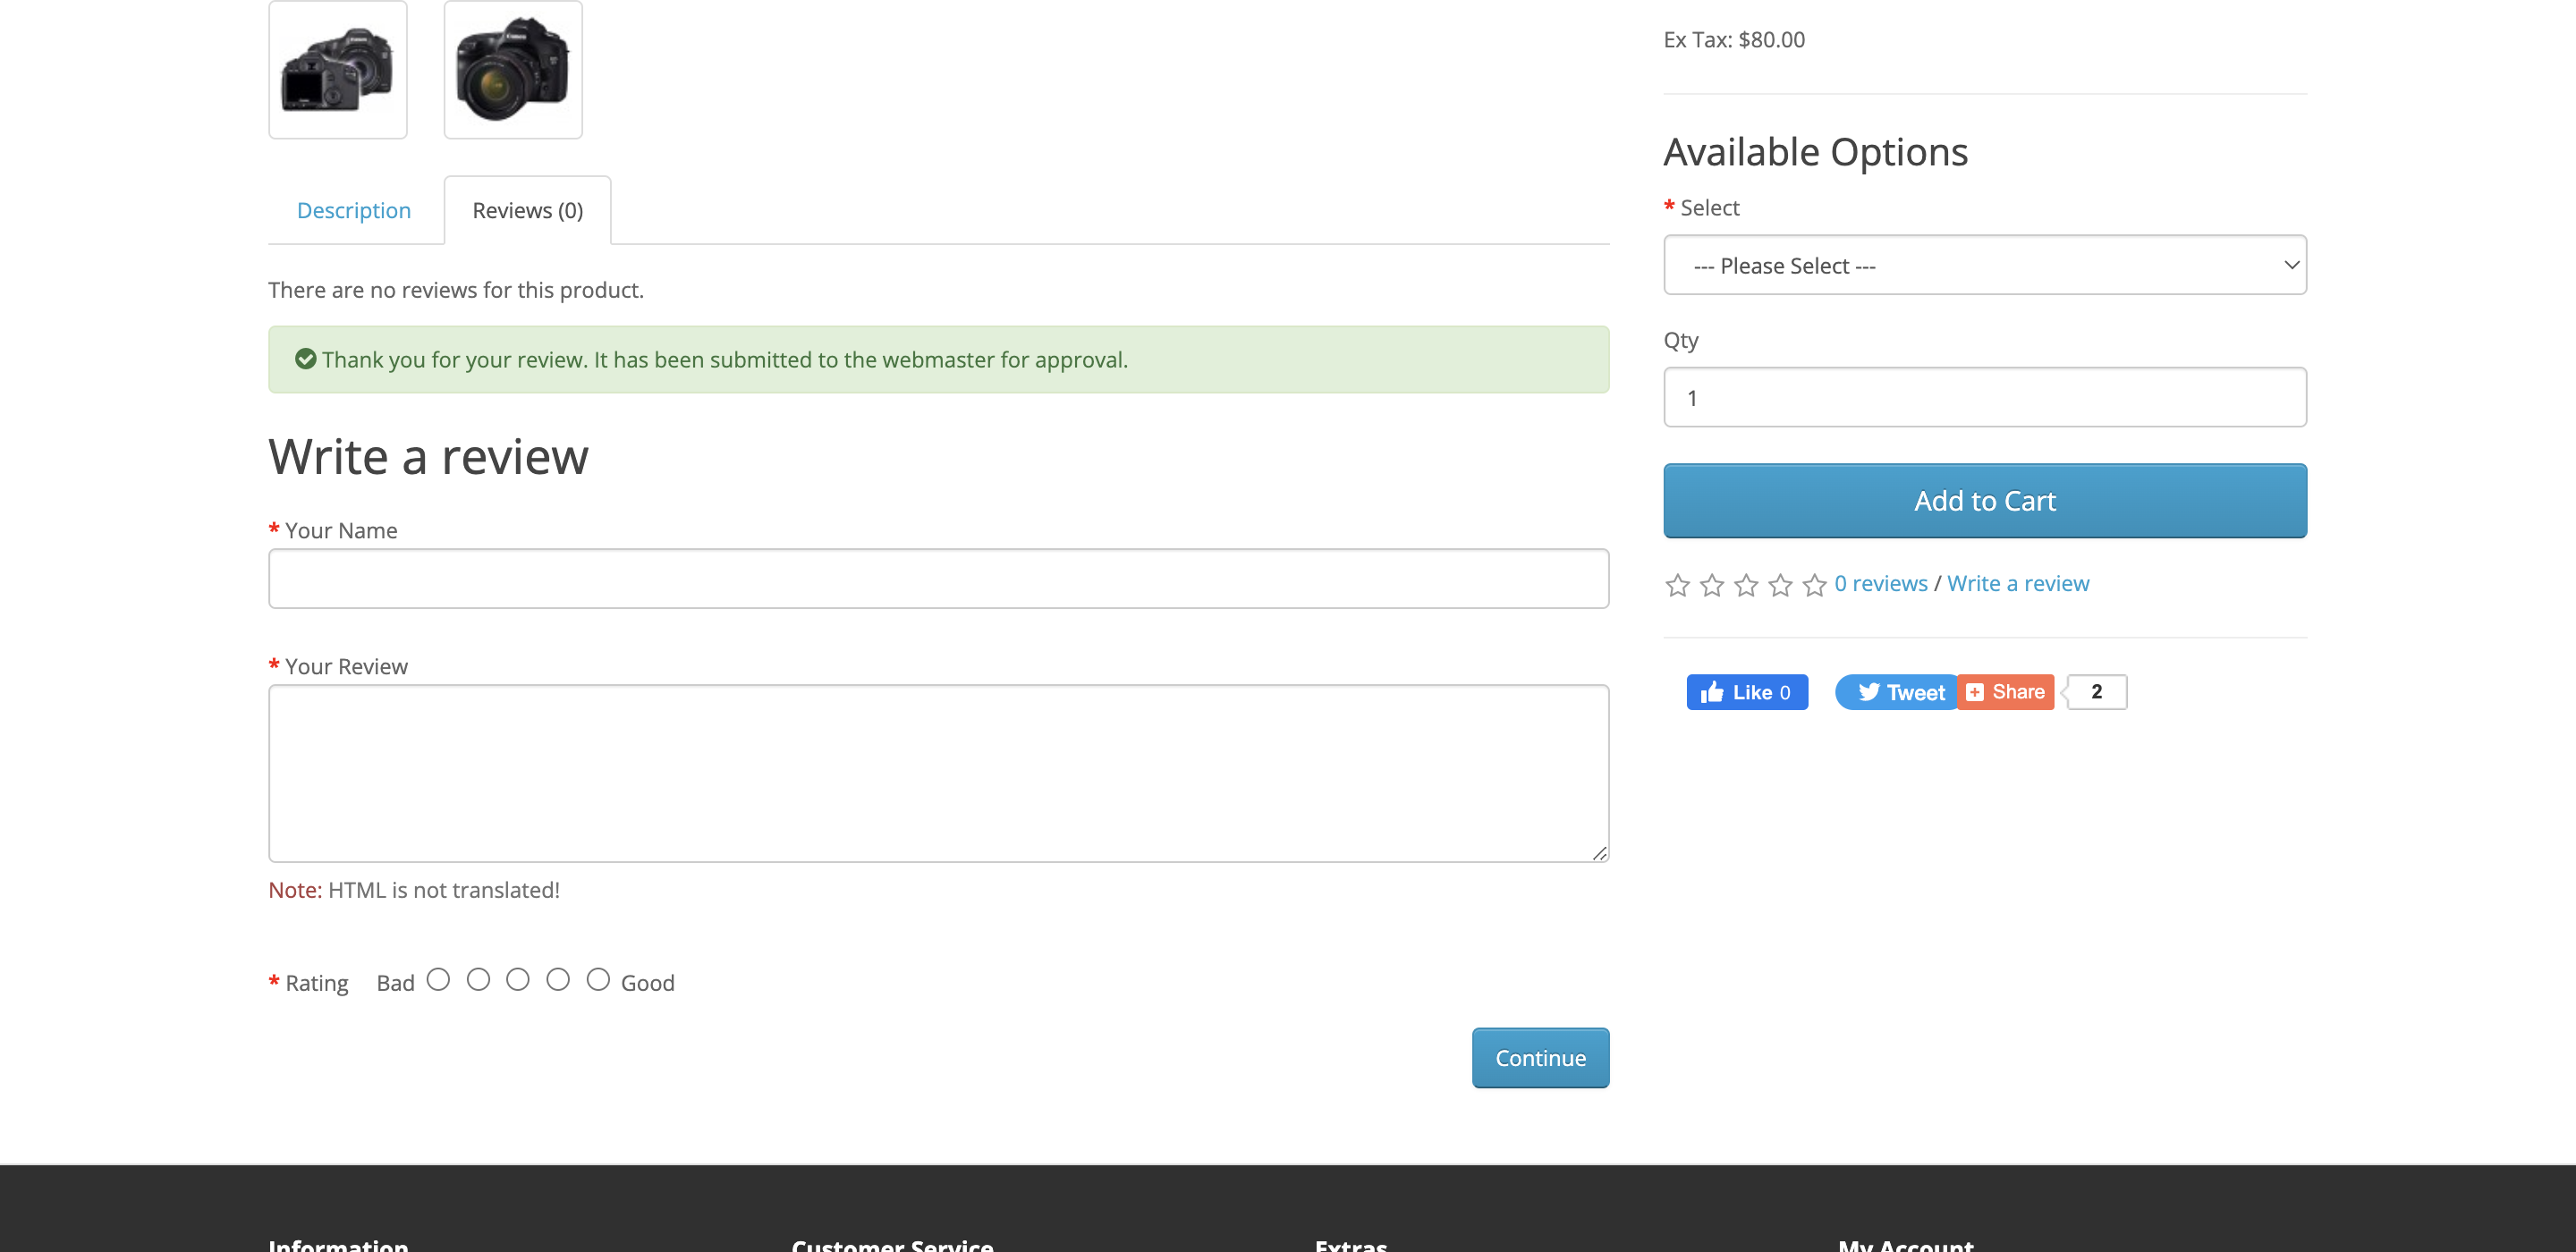 Description
Reviews (0)
There are no reviews for this product.
Thank you for your review. It has been submitted to the webmaster for approval.
Write a review
* Your Name
* Your Review
Note: HTML is not translated!
* Rating Bad Good
Continue
Ex Tax: $80.00
Available Options
* Select
--- Please Select ---
Qty
1
Add to Cart
0 reviews / Write a review
Like 0
Tweet
Share
2
Information
Customer Service
Extras
My Account